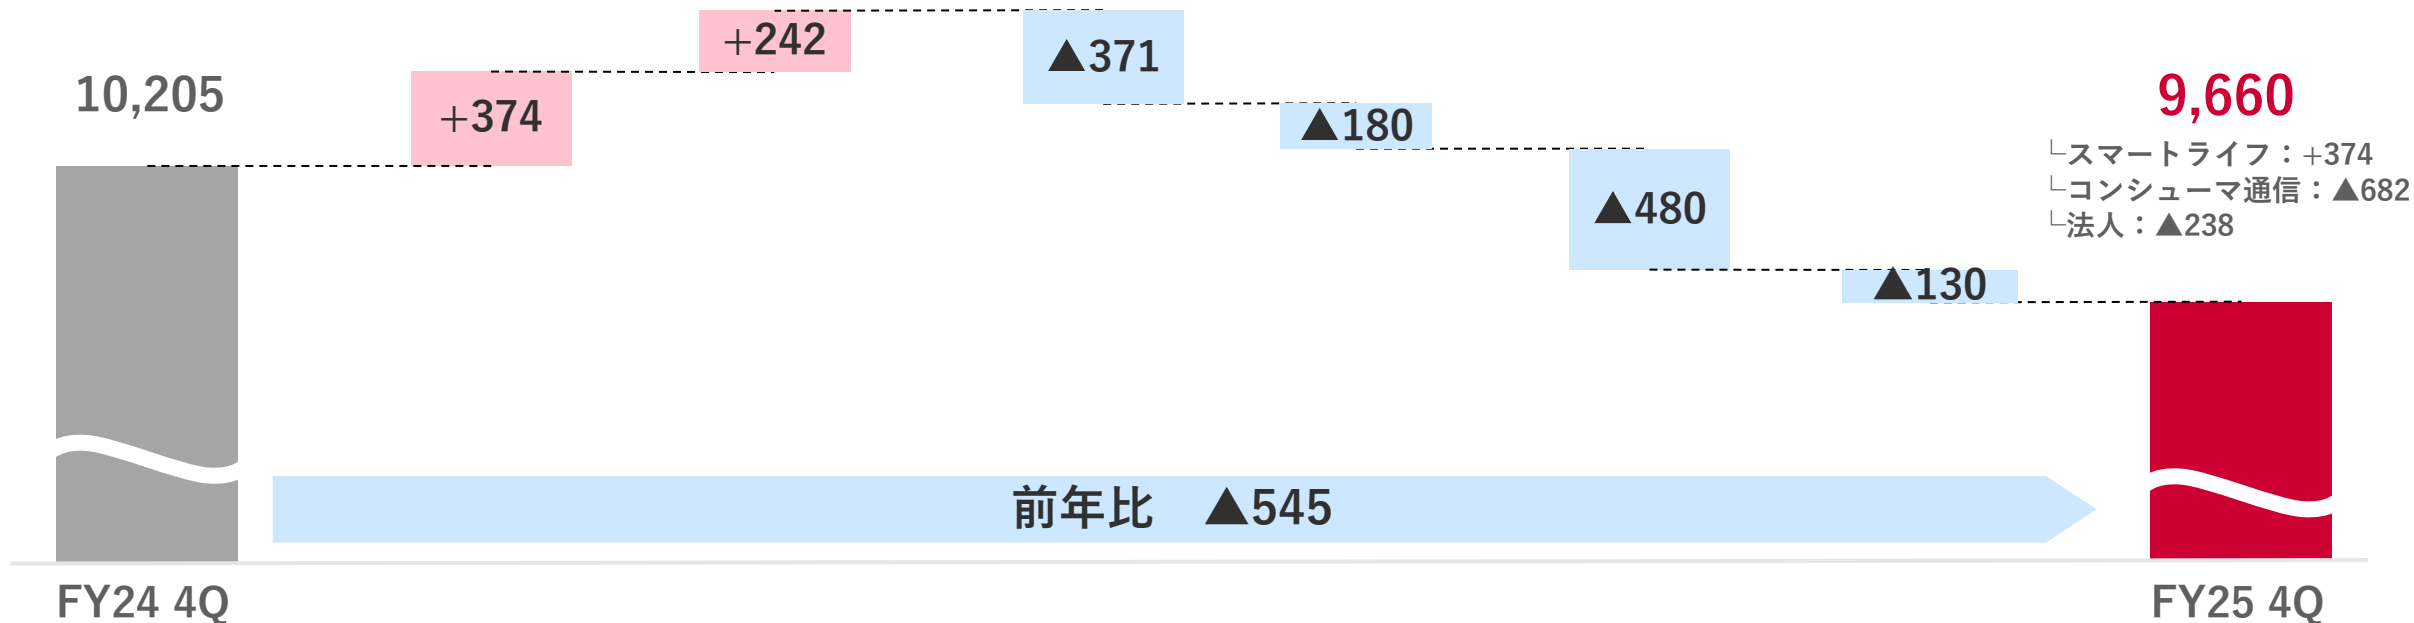 10,205
+374
+242
▲371
▲180
▲480
▲130
9,660
└スマートライフ：+374
└コンシューマ通信：▲682
└法人：▲238
前年比　▲545
FY24 4Q
FY25 4Q